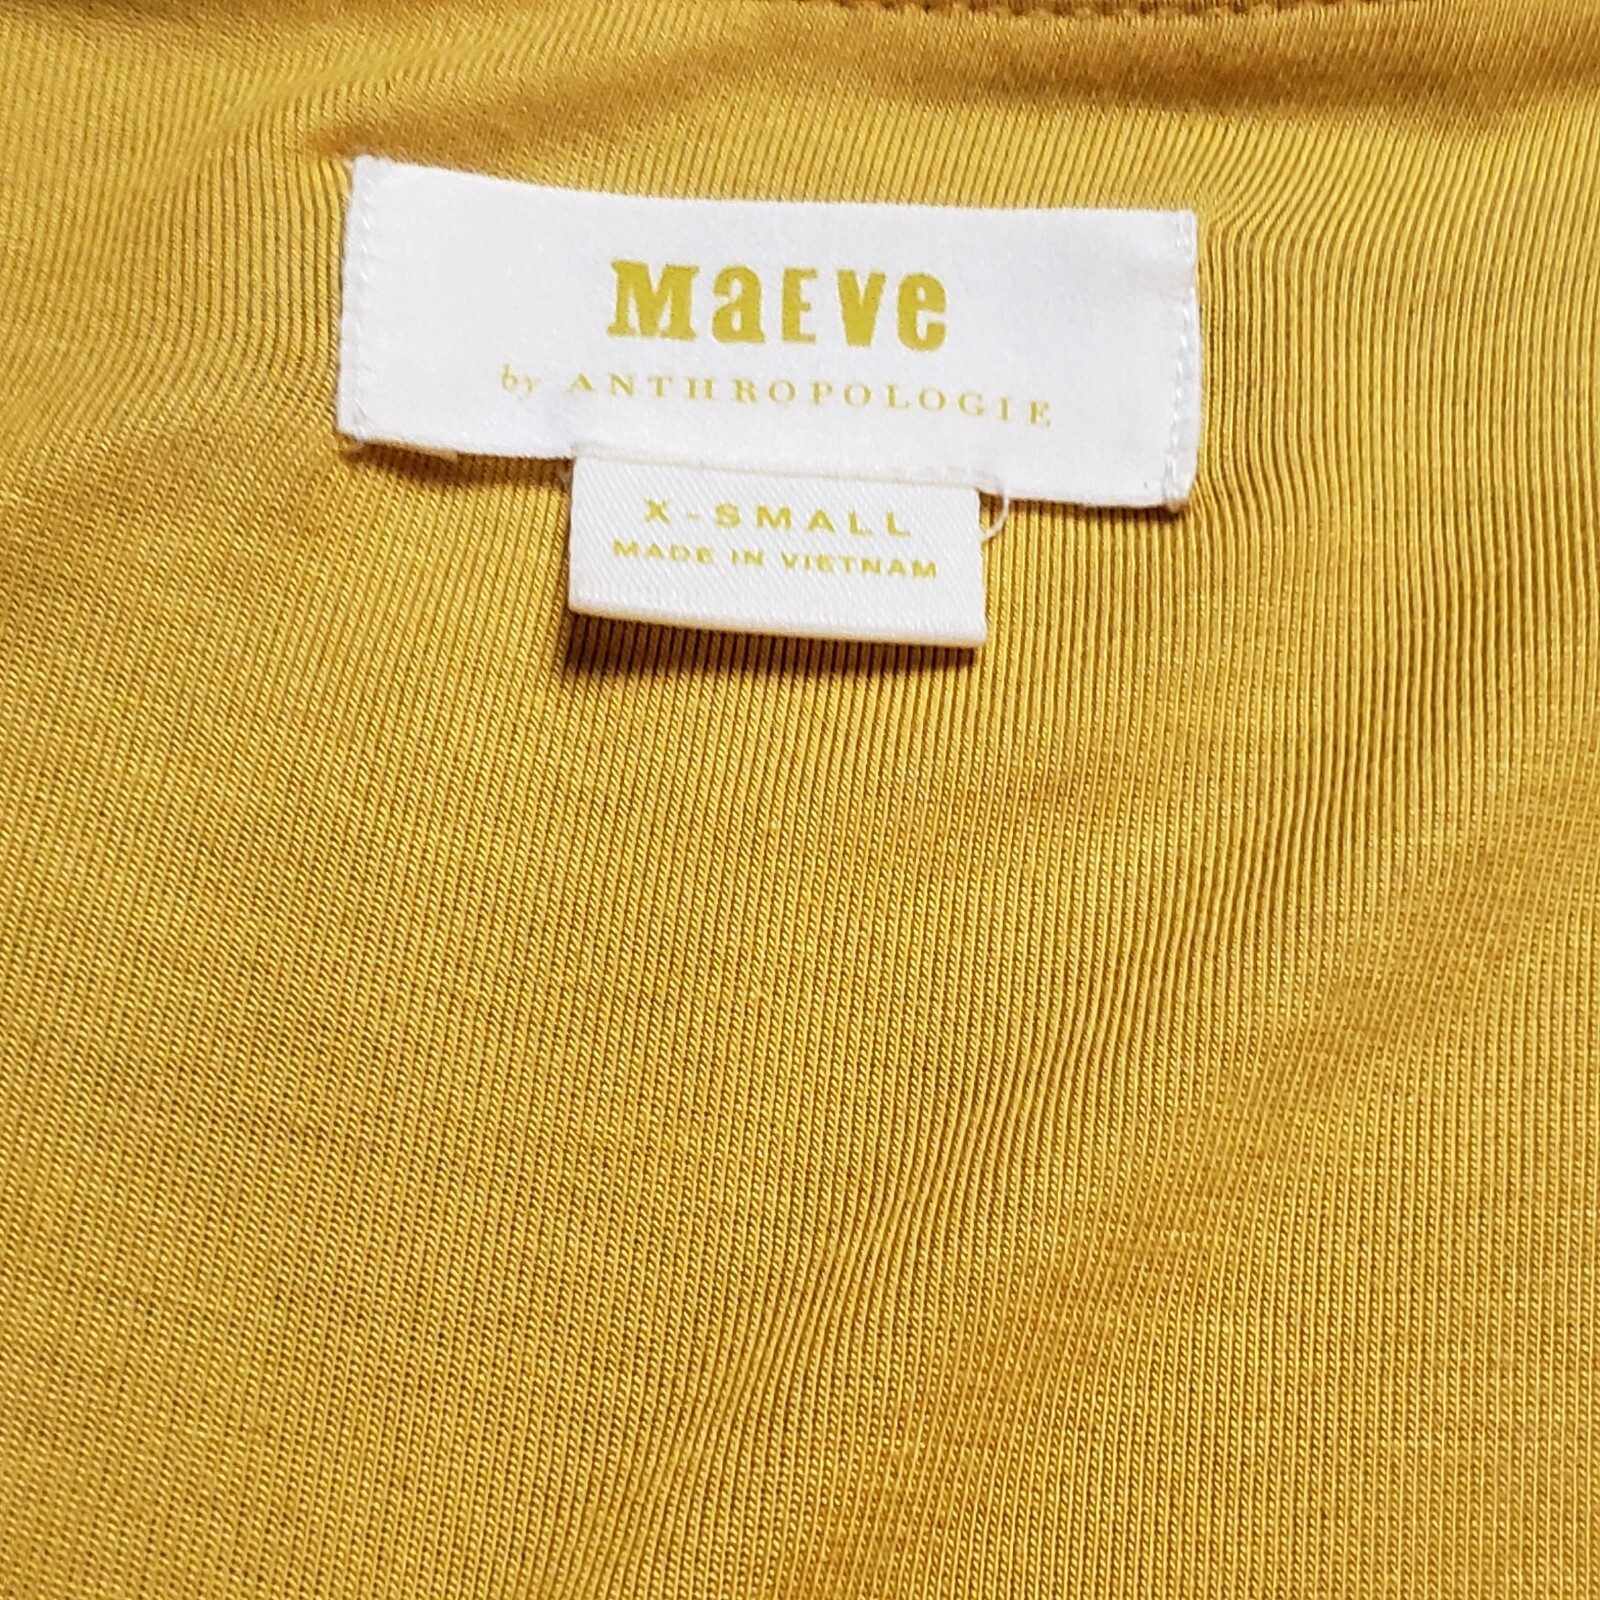 MaEve
by ANTHROPOLOGIE
X-SMALL
MADE IN VIETNAM